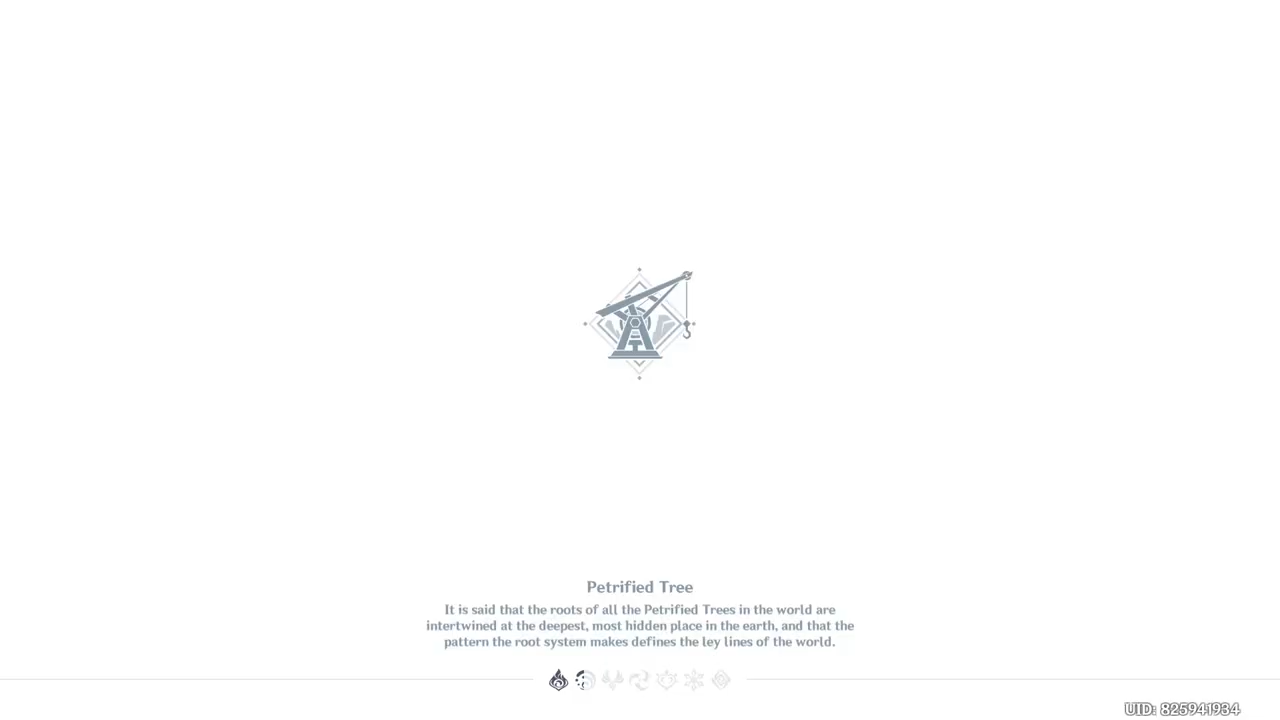 Petrified Tree
It is said that the roots of all the Petrified Trees in the world are
intertwined at the deepest, most hidden place in the earth, and that the
pattern the root system makes defines the ley lines of the world.
UID: 825941934